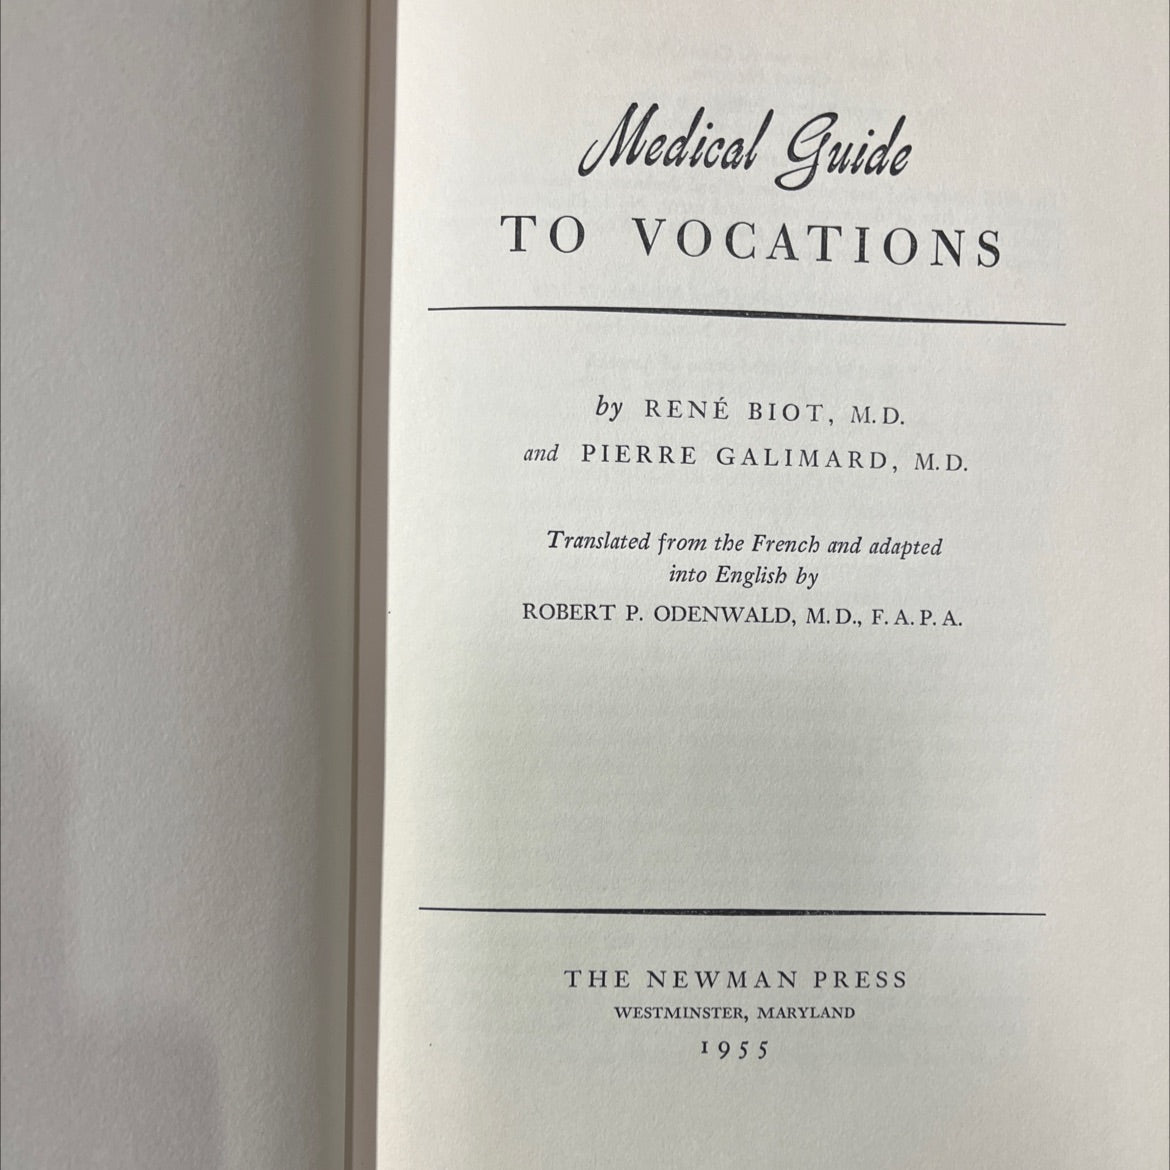 Medical Guide
TO VOCATIONS
by RENÉ BIOT, M.D.
and PIERRE GALIMARD, M.D.
Translated from the French and adapted
into English by
ROBERT P. ODENWALD, M.D., F.A.P.A.
THE NEWMAN PRESS
WESTMINSTER, MARYLAND
1955